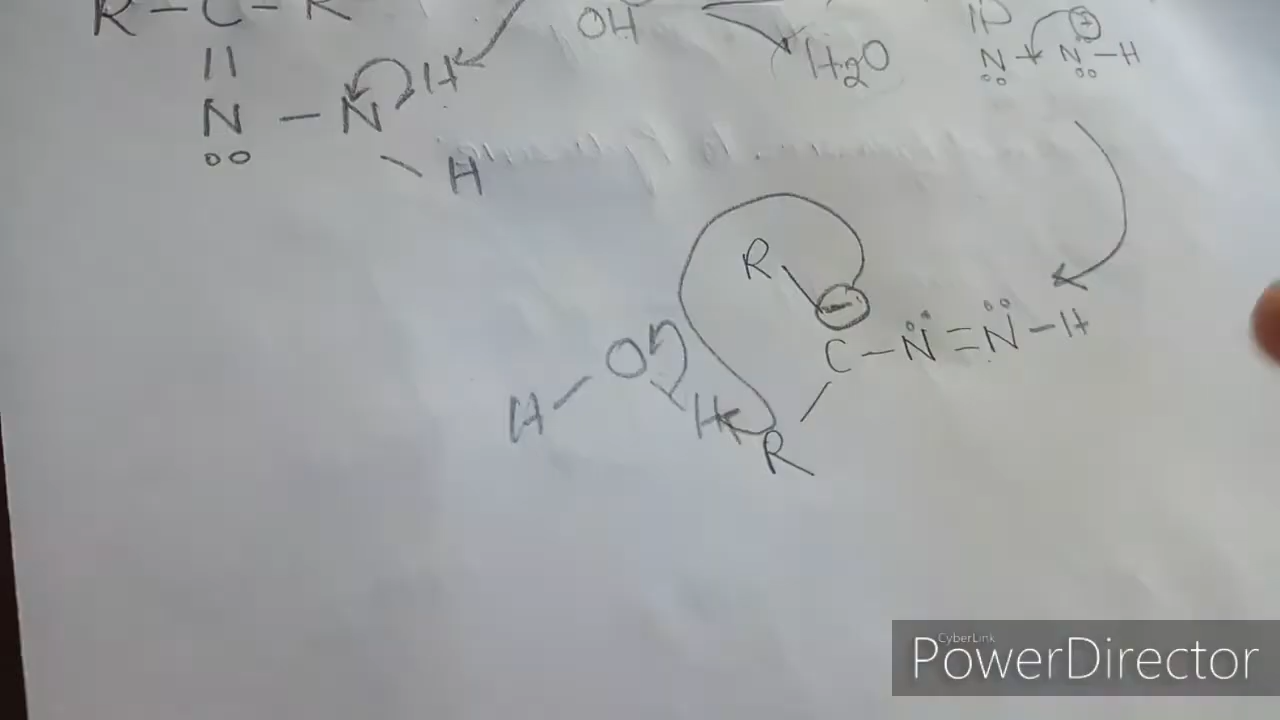 R - C - R
||
N - N H
H
OH
H2O
N N - H
R
C - N = N - H
H - O H
R
CyberLink
PowerDirector